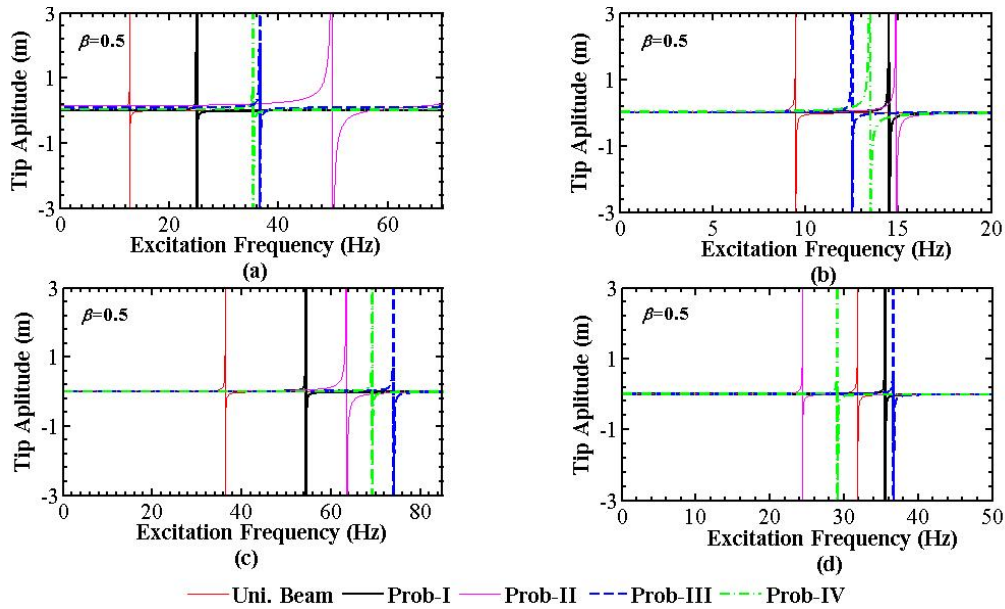 3
1
-1
-3
Tip Aplitude (m)
β=0.5
0 20 40 60
Excitation Frequency (Hz)
(a)
3
1
-1
-3
Tip Aplitude (m)
β=0.5
0 5 10 15 20
Excitation Frequency (Hz)
(b)
3
1
-1
-3
Tip Aplitude (m)
β=0.5
0 20 40 60 80
Excitation Frequency (Hz)
(c)
3
1
-1
-3
Tip Aplitude (m)
β=0.5
0 10 20 30 40 50
Excitation Frequency (Hz)
(d)
Uni. Beam Prob-I Prob-II Prob-III Prob-IV